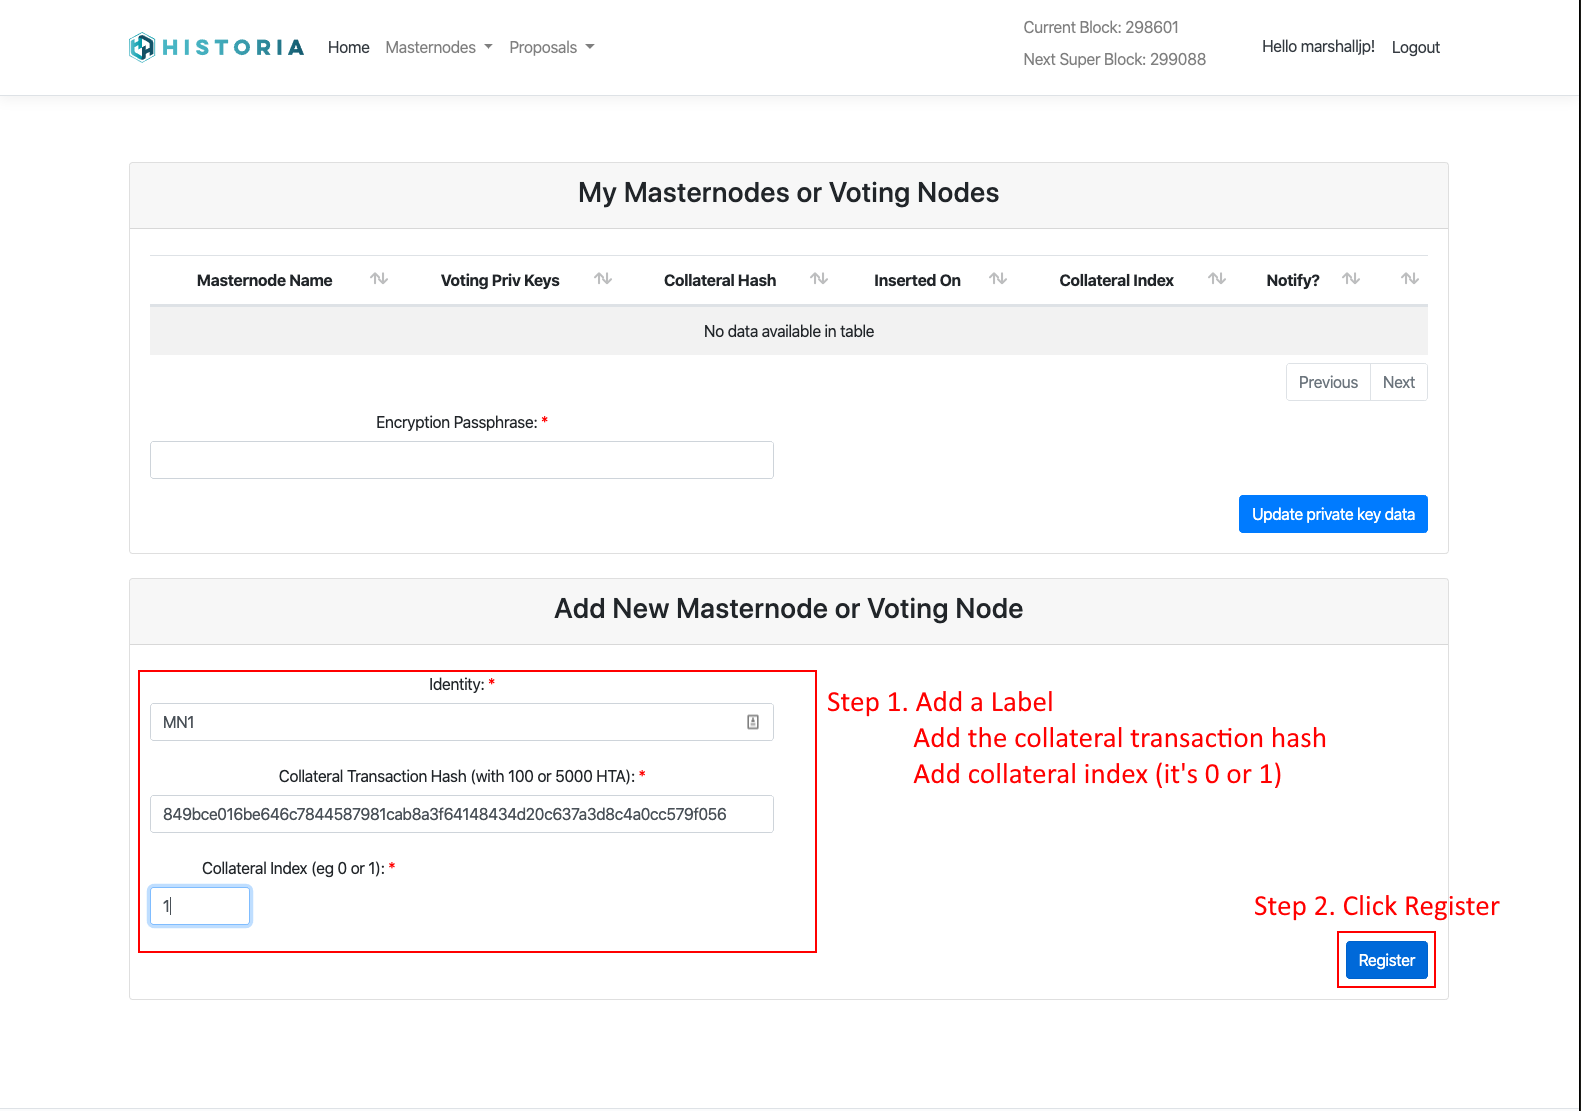 HISTORIA
Home
Masternodes
Proposals
Current Block: 298601
Next Super Block: 299088
Hello marshalljp!
Logout
My Masternodes or Voting Nodes
Masternode Name
Voting Priv Keys
Collateral Hash
Inserted On
Collateral Index
Notify?
No data available in table
Previous
Next
Encryption Passphrase: *
Update private key data
Add New Masternode or Voting Node
Identity: *
MN1
Step 1. Add a Label
Add the collateral transaction hash
Add collateral index (it's 0 or 1)
Collateral Transaction Hash (with 100 or 5000 HTA): *
849bce016be646c7844587981cab8a3f64148434d20c637a3d8c4a0cc579f056
Collateral Index (eg 0 or 1): *
1
Step 2. Click Register
Register